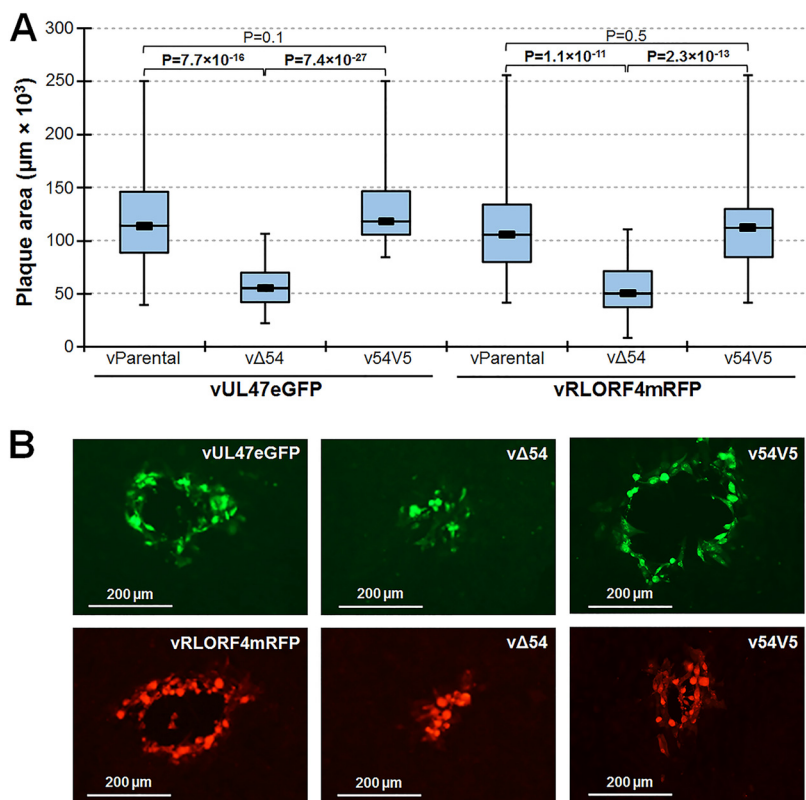 A
Plaque area (µm × 10³)
300
250
200
150
100
50
0
P=0.1
P=7.7×10⁻¹⁶
P=7.4×10⁻²⁷
P=0.5
P=1.1×10⁻¹¹
P=2.3×10⁻¹³
vParental
vΔ54
v54V5
vParental
vΔ54
v54V5
vUL47eGFP
vRLORF4mRFP
B
vUL47eGFP
vΔ54
v54V5
200 µm
200 µm
200 µm
vRLORF4mRFP
vΔ54
v54V5
200 µm
200 µm
200 µm